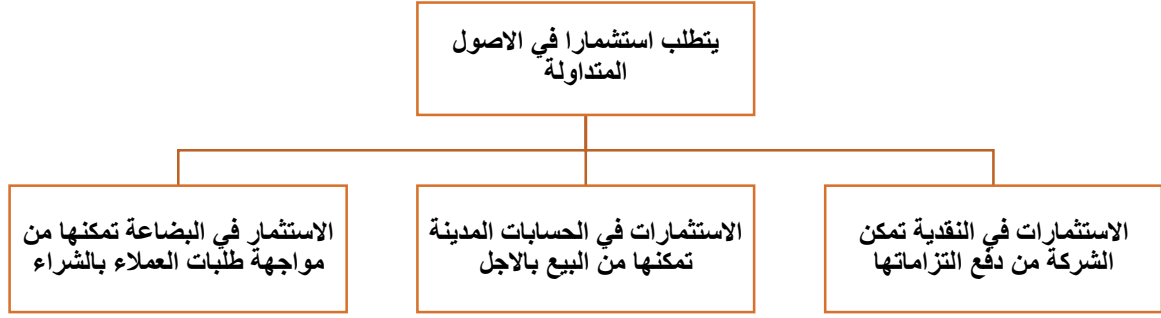 يتطلب استشمارا في الاصول
المتداولة
الاستثمارات في النقدية تمكن
الشركة من دفع التزاماتها
الاستثمارات في الحسابات المدينة
تمكنها من البيع بالاجل
الاستثمار في البضاعة تمكنها من
مواجهة طلبات العملاء بالشراء